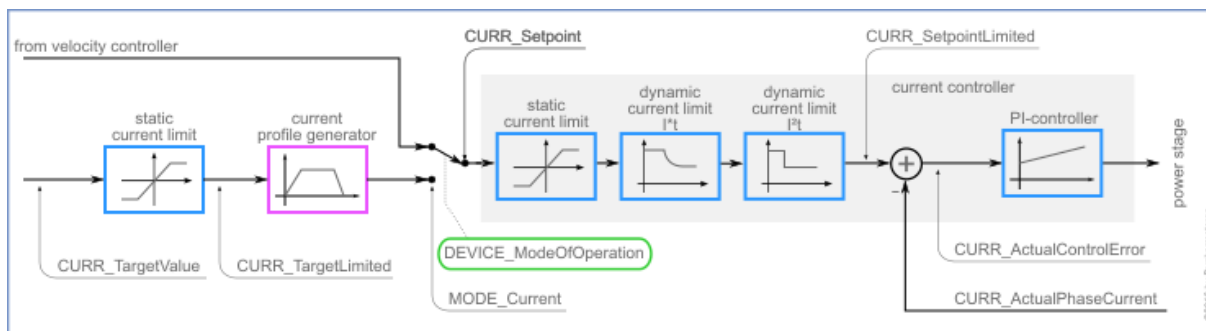 from velocity controller
CURR_Setpoint
CURR_SetpointLimited
current controller
static
current limit
current
profile generator
static
current limit
dynamic
current limit
I*t
dynamic
current limit
I²t
PI-controller
power stage
DEVICE_ModeOfOperation
CURR_TargetValue
CURR_TargetLimited
MODE_Current
CURR_ActualControlError
CURR_ActualPhaseCurrent